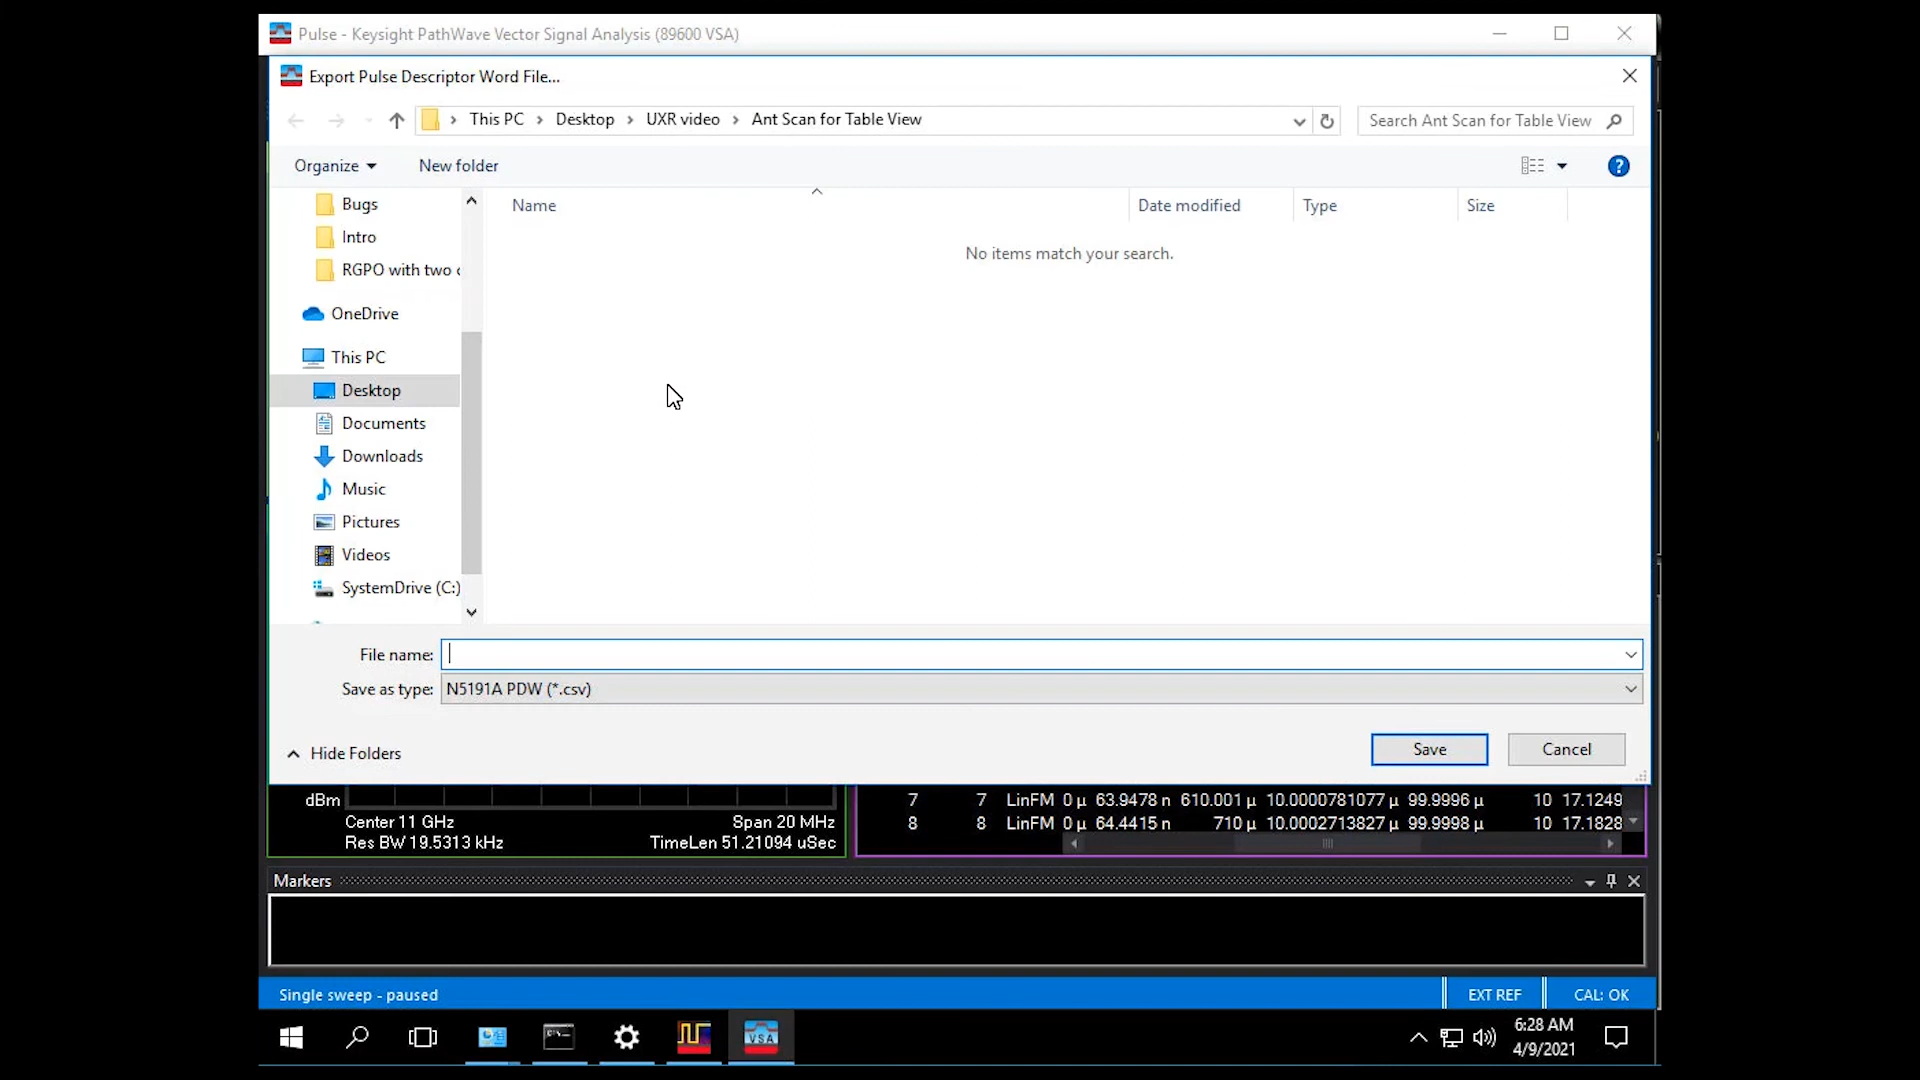 Pulse - Keysight PathWave Vector Signal Analysis (89600 VSA)
Export Pulse Descriptor Word File...
This PC > Desktop > UXR video > Ant Scan for Table View
Search Ant Scan for Table View
Organize
New folder
Name
Date modified
Type
Size
No items match your search.
Bugs
Intro
RGPO with two
OneDrive
This PC
Desktop
Documents
Downloads
Music
Pictures
Videos
SystemDrive (C:)
File name:
Save as type: N5191A PDW (*.csv)
Hide Folders
Save
Cancel
dBm
Center 11 GHz
Span 20 MHz
Res BW 19.5313 kHz
TimeLen 51.21094 uSec
7 7 LinFM 0 µ 63.9478 n 610.001 µ 10.0000781077 µ 99.9996 µ 10 17.1249
8 8 LinFM 0 µ 64.4415 n 710 µ 10.0002713827 µ 99.9998 µ 10 17.1828
Markers
Single sweep - paused
EXT REF
CAL: OK
VSA
6:28 AM
4/9/2021